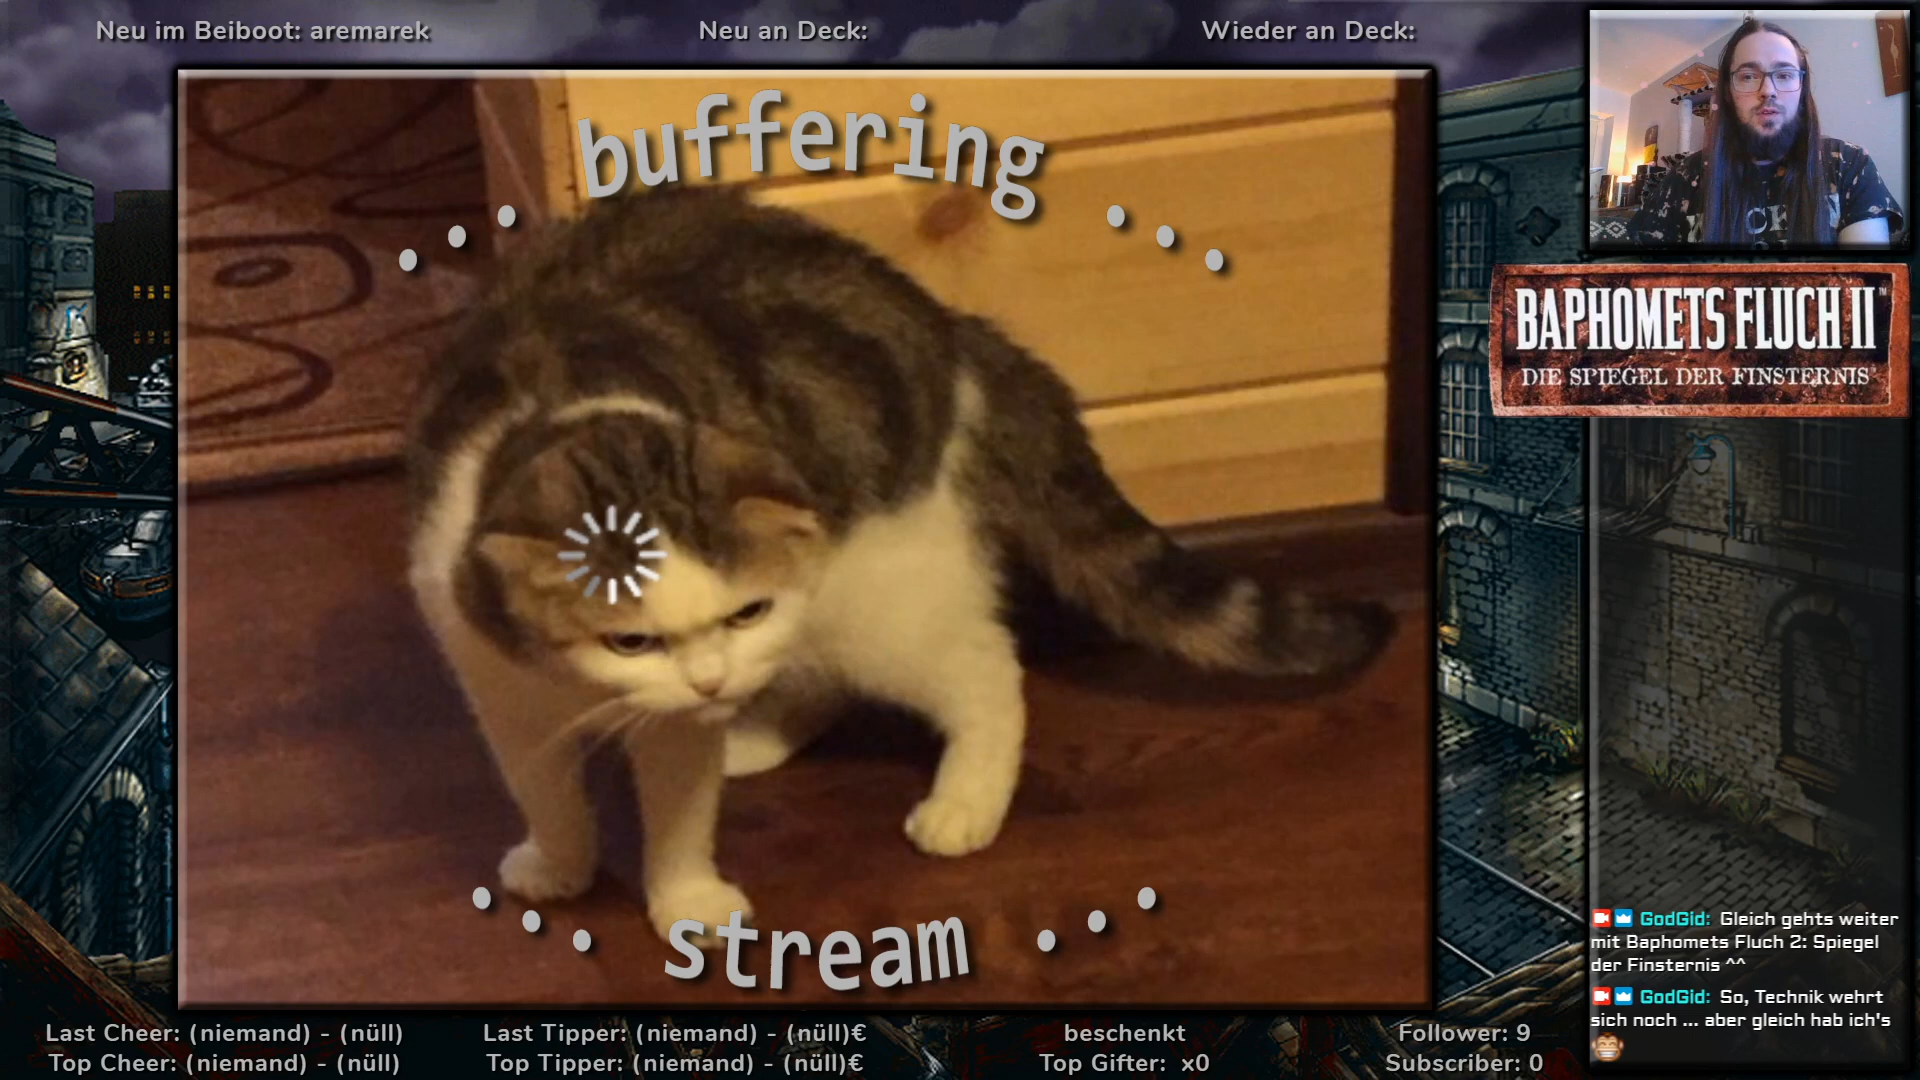 Neu im Beiboot: aremarek
Neu an Deck:
Wieder an Deck:
buffering
stream
BAPHOMETS FLUCH II™
DIE SPIEGEL DER FINSTERNIS
GodGid: Gleich gehts weiter
mit Baphomets Fluch 2: Spiegel
der Finsternis ^^
GodGid: So, Technik wehrt
sich noch ... aber gleich hab ich's
Last Cheer: (niemand) - (nüll)
Top Cheer: (niemand) - (nüll)
Last Tipper: (niemand) - (nüll)€
Top Tipper: (niemand) - (nüll)€
beschenkt
Top Gifter: x0
Follower: 9
Subscriber: 0